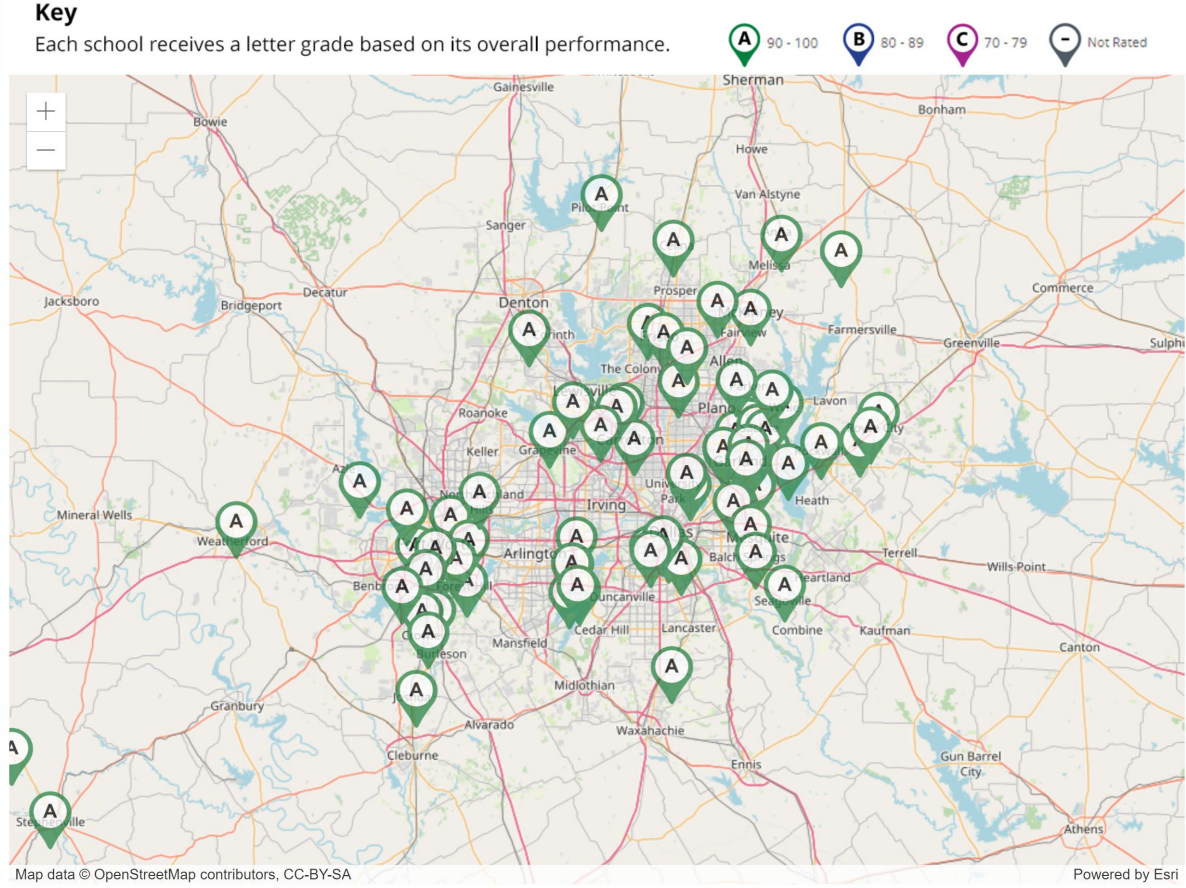 Key
Each school receives a letter grade based on its overall performance.
A 90 - 100 B 80 - 89 C 70 - 79 – Not Rated
+
−
Sherman
Gainesville
Bonham
Bowie
Howe
Van Alstyne
A
Pilot Point
Sanger
A
A
A
Melissa
Prosper
Commerce
Decatur
Jacksboro
Bridgeport
Denton
A
A
Fairview
Farmersville
Greenville
Sulph
A
A
A
A
Allen
The Colony
A
A
A
Plano
Lavon
Roanoke
A
A
A
A
A
A
A
A
A
Grapevine
Keller
A
A
A
A
A
A
A
Heath
A
A
A
A
A
Irving
Mineral Wells
A
Weatherford
A
A
A
A
A
A
A
A
A
Arlington
Terrell
Wills Point
A
A
A
A
A
A
Duncanville
Seagoville
A
A
Cedar Hill
Lancaster
Combine
Kaufman
Mansfield
Canton
Burleson
A
A
Midlothian
Granbury
Alvarado
Waxahachie
Cleburne
Ennis
Gun Barrel
City
A
A
Stephenville
Athens
Map data © OpenStreetMap contributors, CC-BY-SA
Powered by Esri